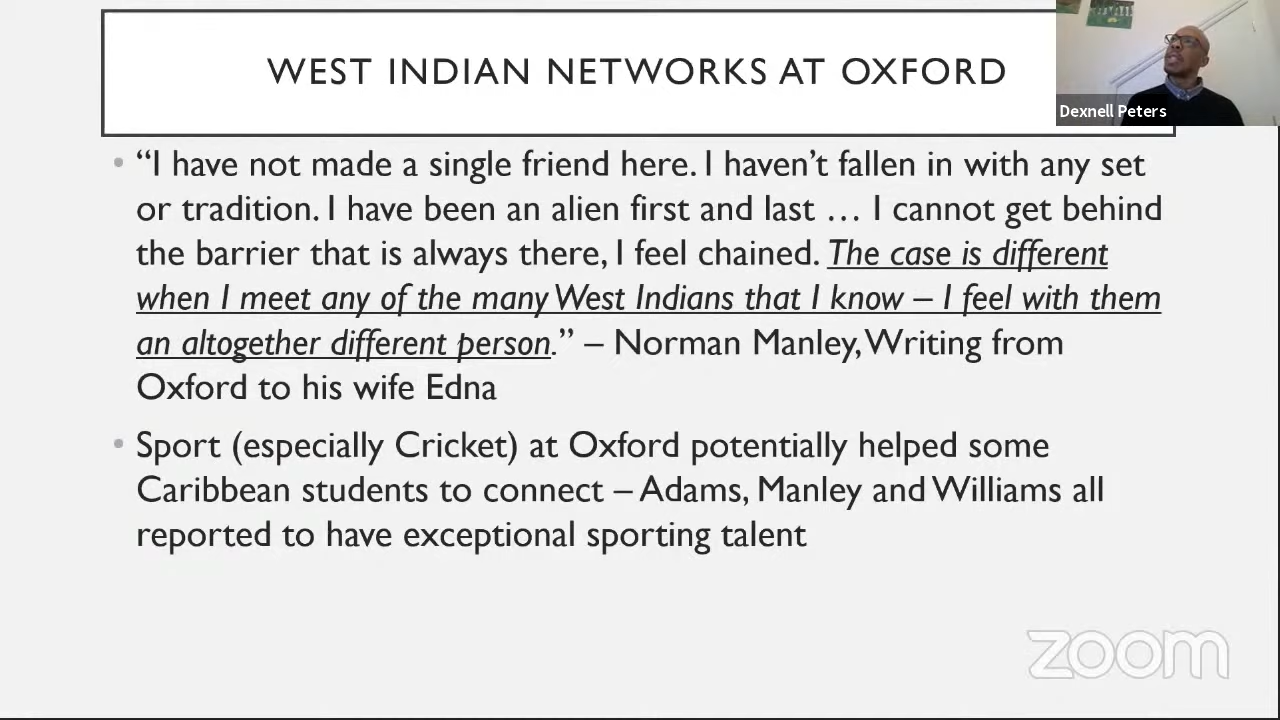 WEST INDIAN NETWORKS AT OXFORD
Dexnell Peters
• “I have not made a single friend here. I haven’t fallen in with any set
or tradition. I have been an alien first and last … I cannot get behind
the barrier that is always there, I feel chained. The case is different
when I meet any of the many West Indians that I know – I feel with them
an altogether different person.” – Norman Manley, Writing from
Oxford to his wife Edna
• Sport (especially Cricket) at Oxford potentially helped some
Caribbean students to connect – Adams, Manley and Williams all
reported to have exceptional sporting talent
zoom